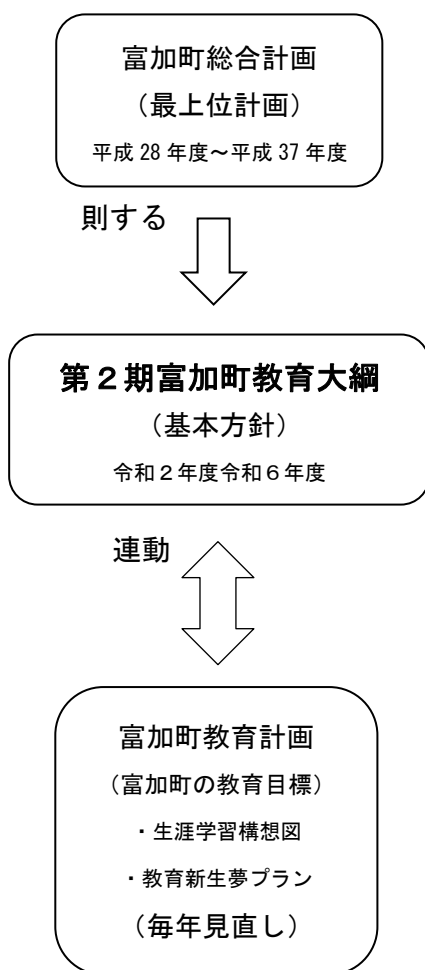 富加町総合計画
（最上位計画）
平成 28 年度～平成 37 年度
則する
第２期富加町教育大綱
（基本方針）
令和２年度令和６年度
連動
富加町教育計画
（富加町の教育目標）
・生涯学習構想図
・教育新生夢プラン
（毎年見直し）